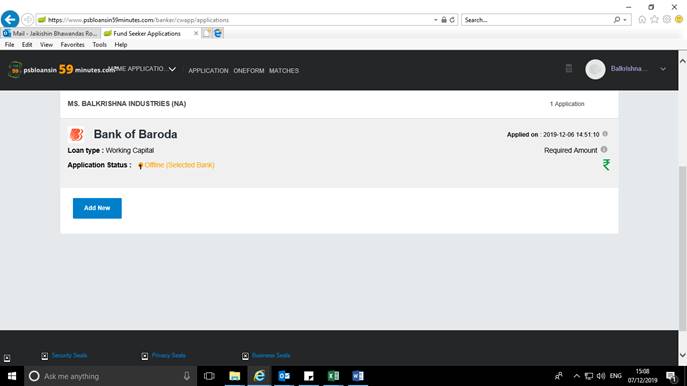 https://www.psbloansin59minutes.com/banker/cwapp/applications
Search...
Mail - Jaikishin Bhawandas Ro...
Fund Seeker Applications
File Edit View Favorites Tools Help
psbloansin 59 minutes.com
APPLICATION ONEFORM MATCHES
Balkrishna...
MS. BALKRISHNA INDUSTRIES (NA)
1 Application
Bank of Baroda
Applied on : 2019-12-06 14:51:10
Loan type : Working Capital
Required Amount
Application Status : Offline (Selected Bank)
₹
Add New
Security Seals
Privacy Seals
Business Seals
Ask me anything
ENG
15:08
07/12/2019